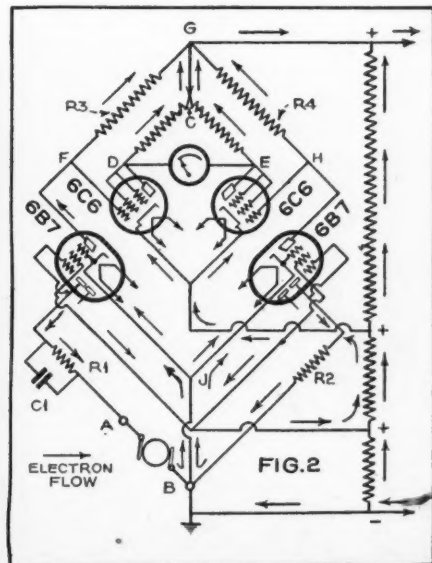 G
+
R3
R4
C
F
D
E
H
6C6
6C6
6B7
6B7
+
R1
J
R2
C1
A
+
ELECTRON
FLOW
B
FIG.2
-